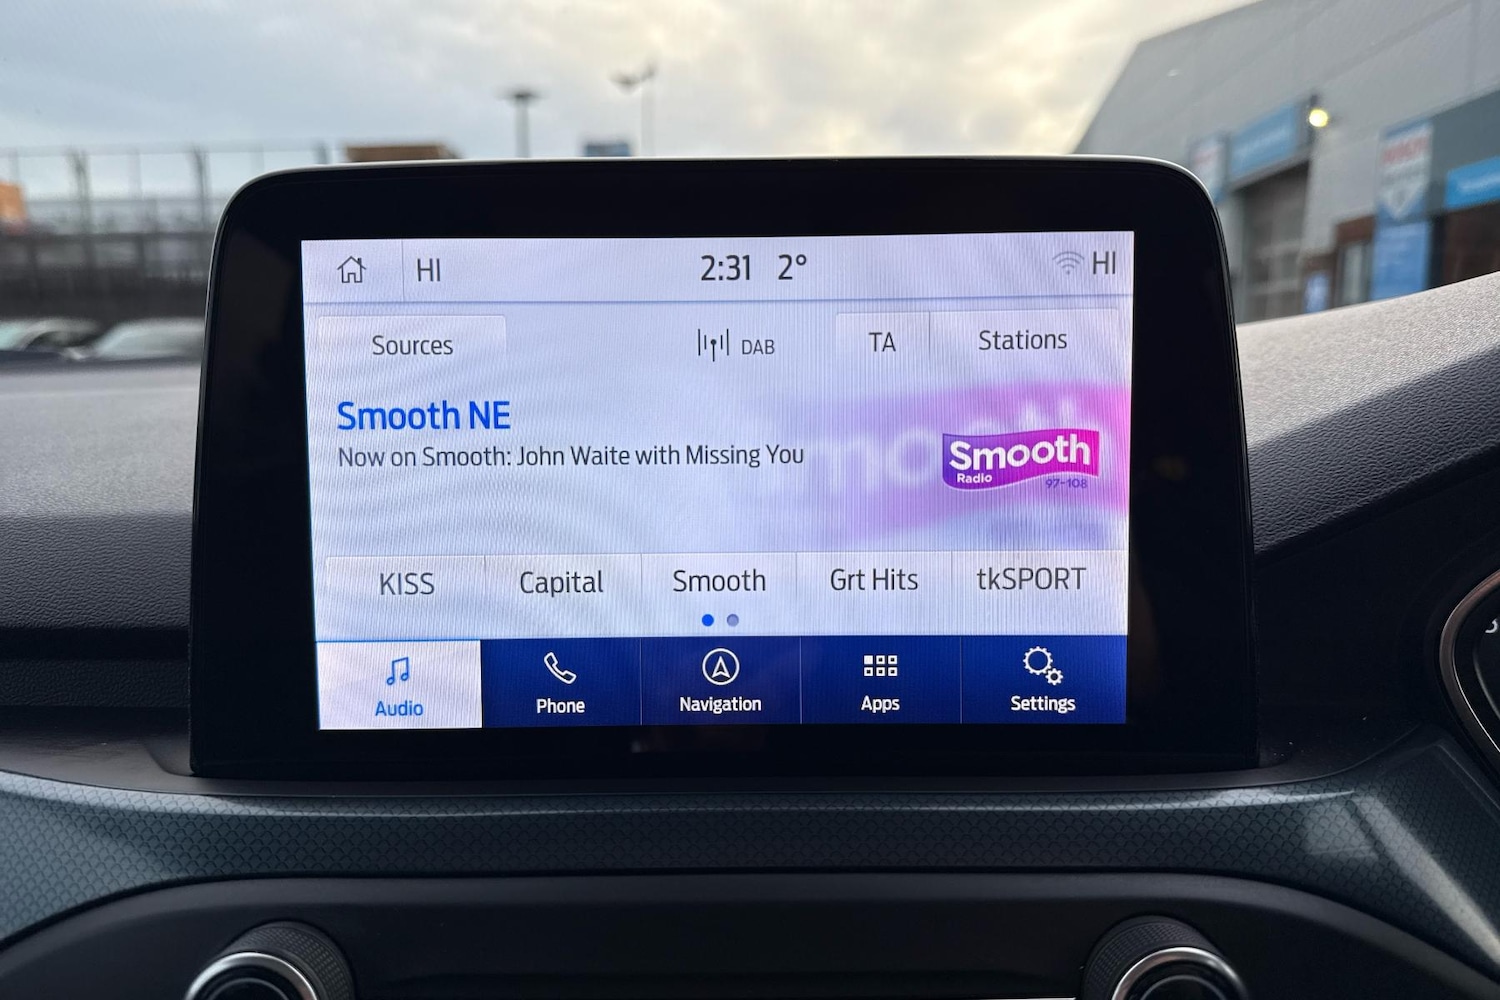 HI 2:31 2° HI
Sources DAB TA Stations
Smooth NE
Now on Smooth: John Waite with Missing You
Smooth
Radio
97-108
KISS Capital Smooth Grt Hits tkSPORT
Audio Phone Navigation Apps Settings